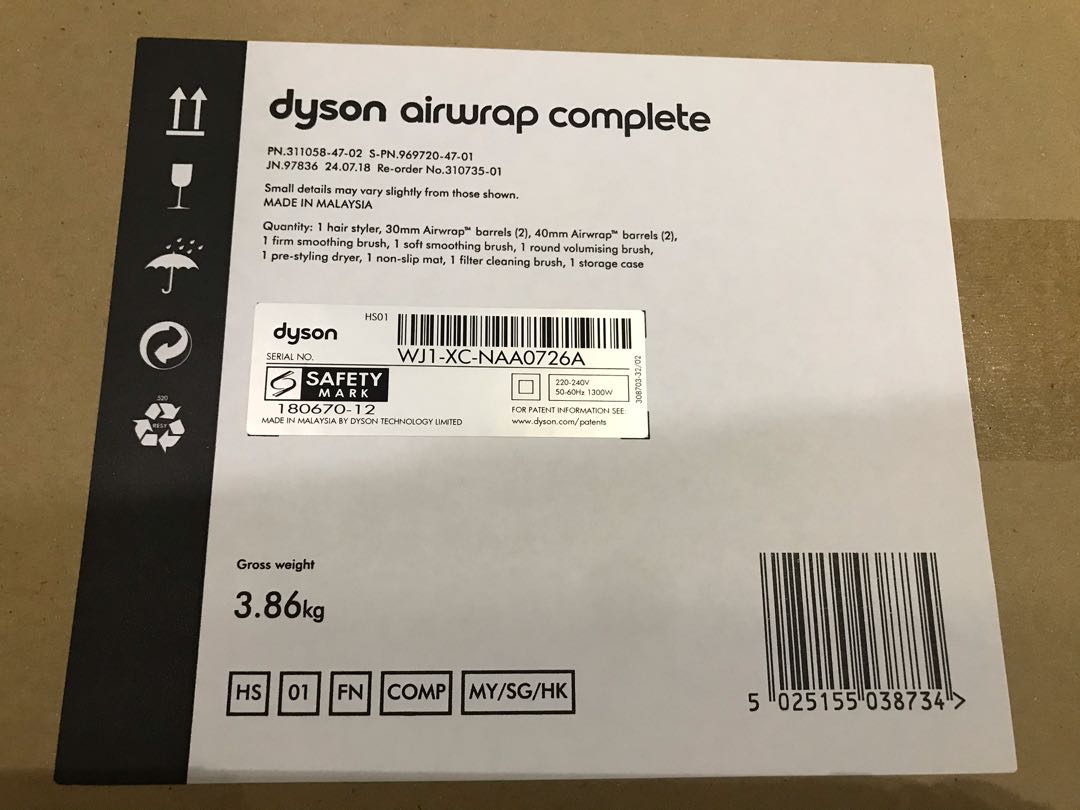 dyson airwrap complete
PN.311058-47-02 S-PN.969720-47-01
JN.97836 24.07.18 Re-order No.310735-01
Small details may vary slightly from those shown.
MADE IN MALAYSIA
Quantity: 1 hair styler, 30mm Airwrap™ barrels (2), 40mm Airwrap™ barrels (2),
1 firm smoothing brush, 1 soft smoothing brush, 1 round volumising brush,
1 pre-styling dryer, 1 non-slip mat, 1 filter cleaning brush, 1 storage case
dyson
HS01
SERIAL NO.
WJ1-XC-NAA0726A
SAFETY
MARK
180670-12
220-240V
50-60Hz 1300W
308703-32/02
MADE IN MALAYSIA BY DYSON TECHNOLOGY LIMITED
FOR PATENT INFORMATION SEE:
www.dyson.com/patents
520
RESY
Gross weight
3.86kg
HS 01 FN COMP MY/SG/HK
5 025155 038734 >